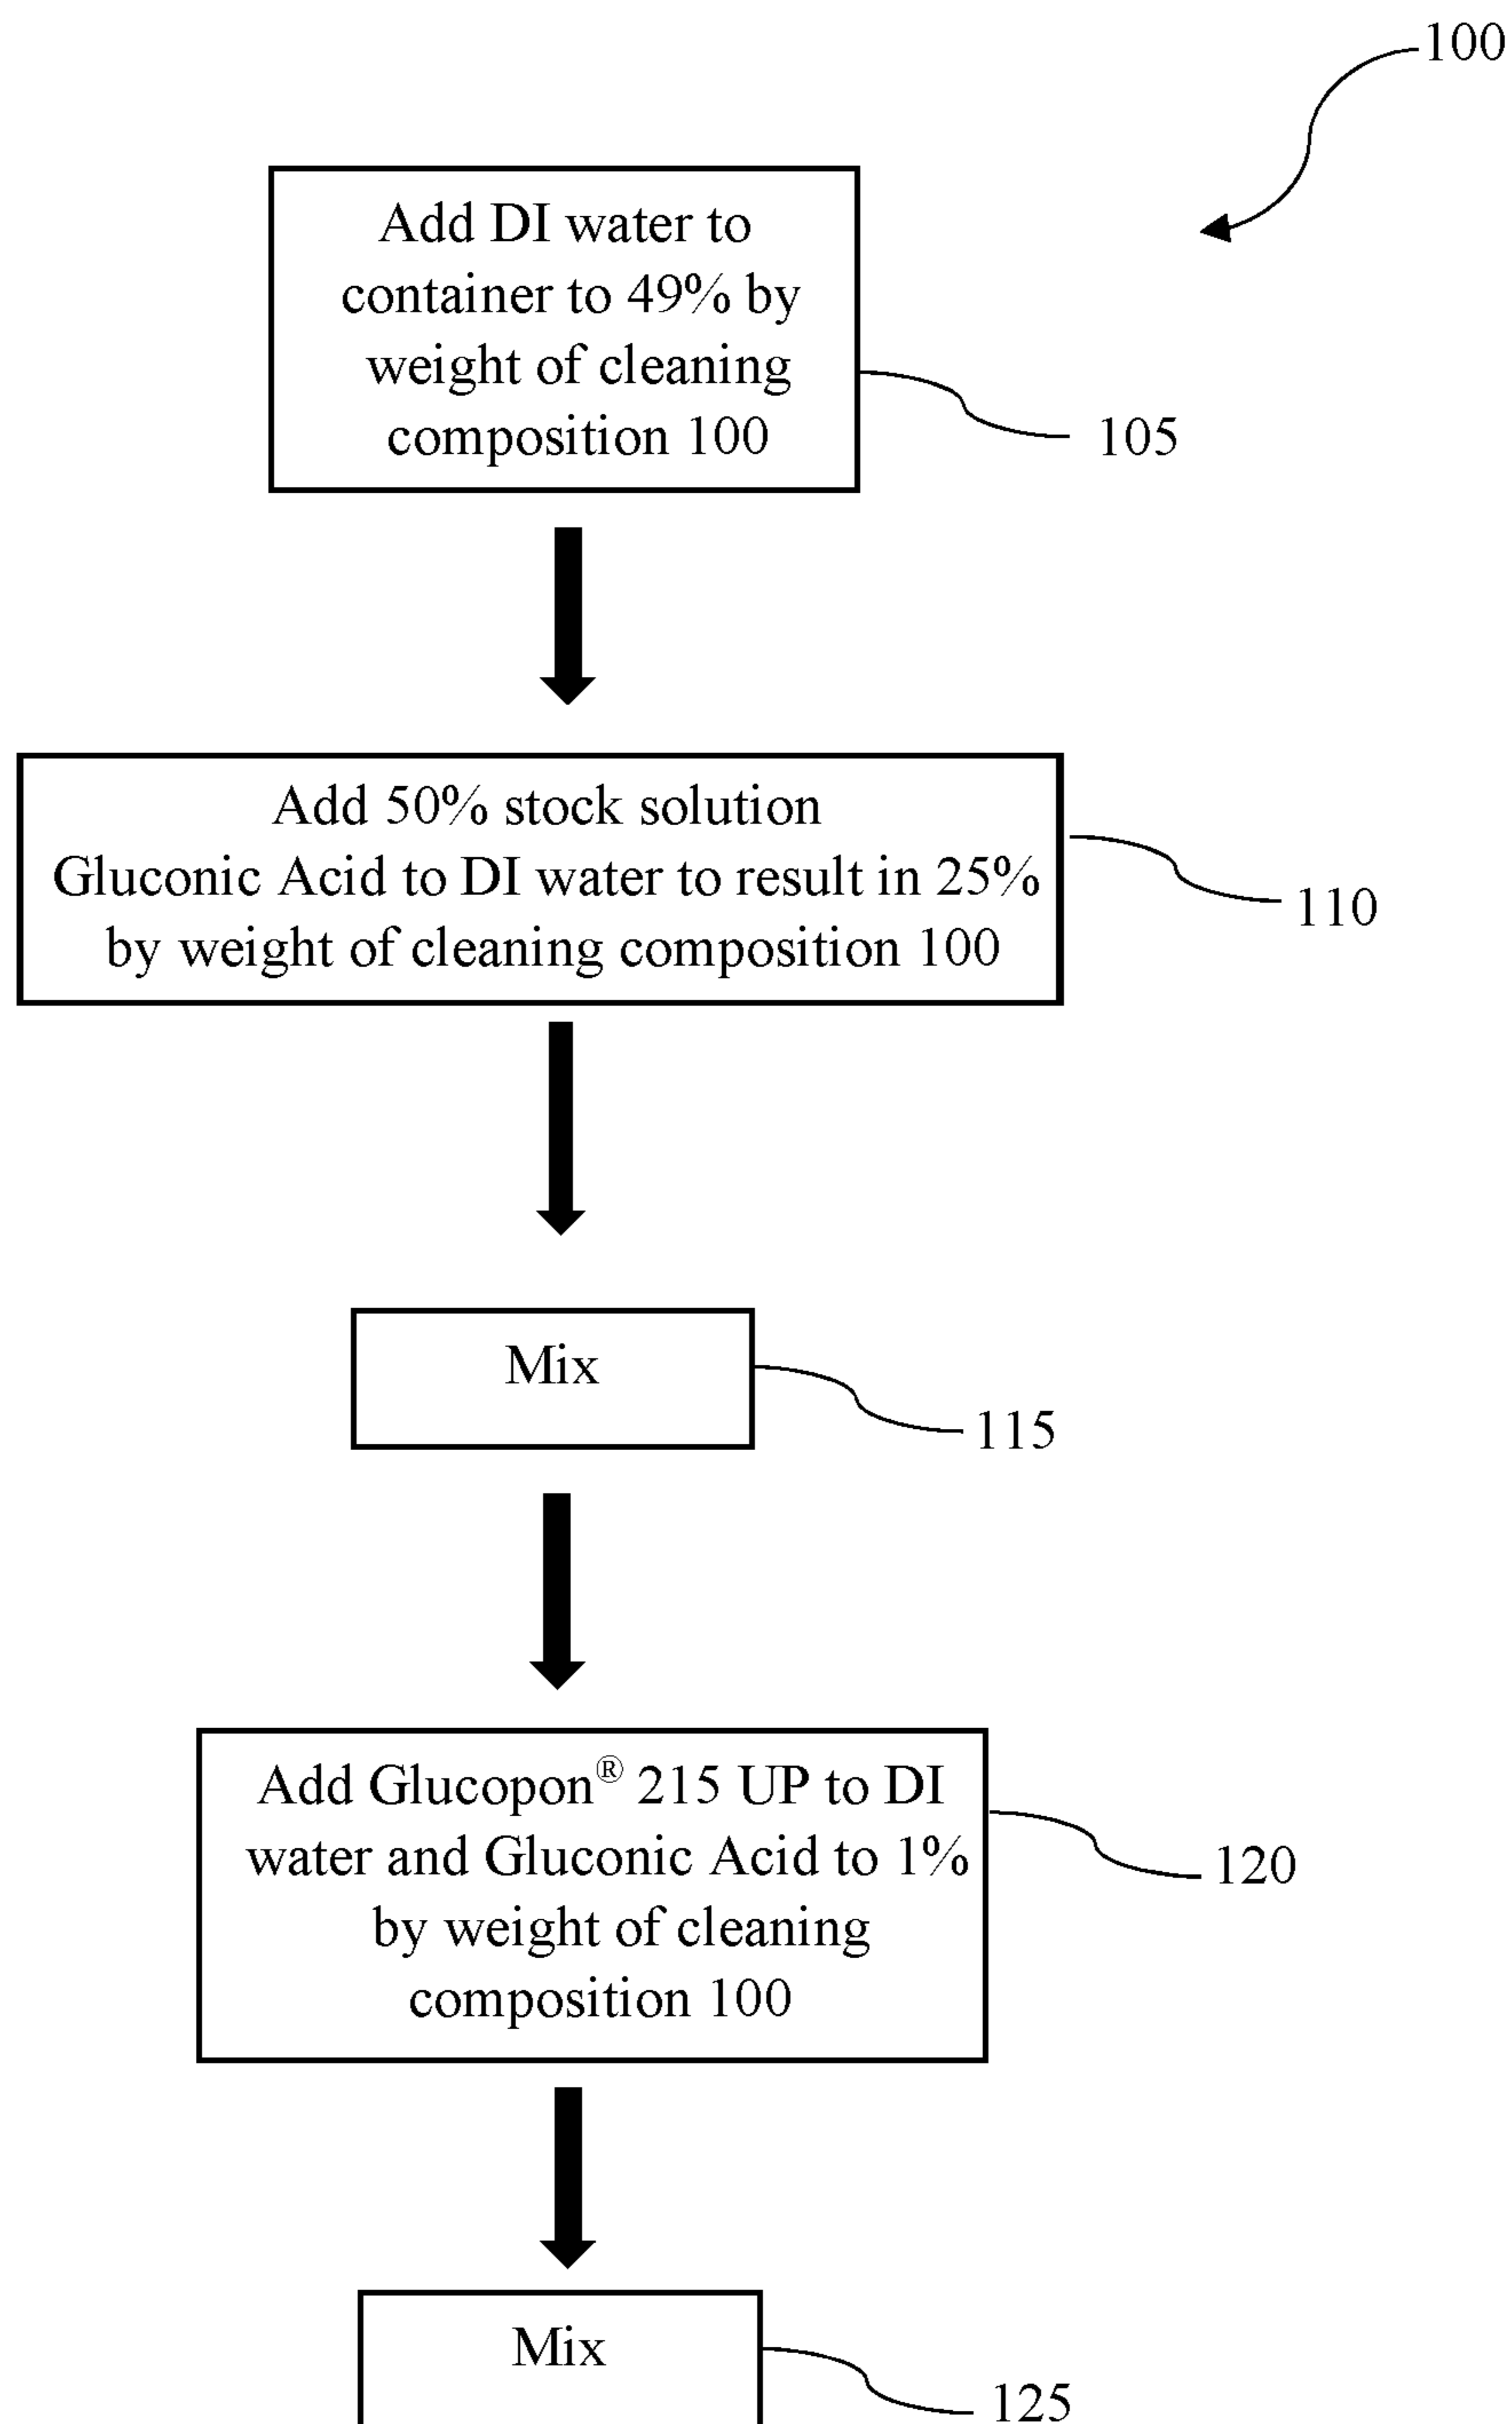 100
Add DI water to
container to 49% by
weight of cleaning
composition 100
105
Add 50% stock solution
Gluconic Acid to DI water to result in 25%
by weight of cleaning composition 100
110
Mix
115
Add Glucopon® 215 UP to DI
water and Gluconic Acid to 1%
by weight of cleaning
composition 100
120
Mix
125